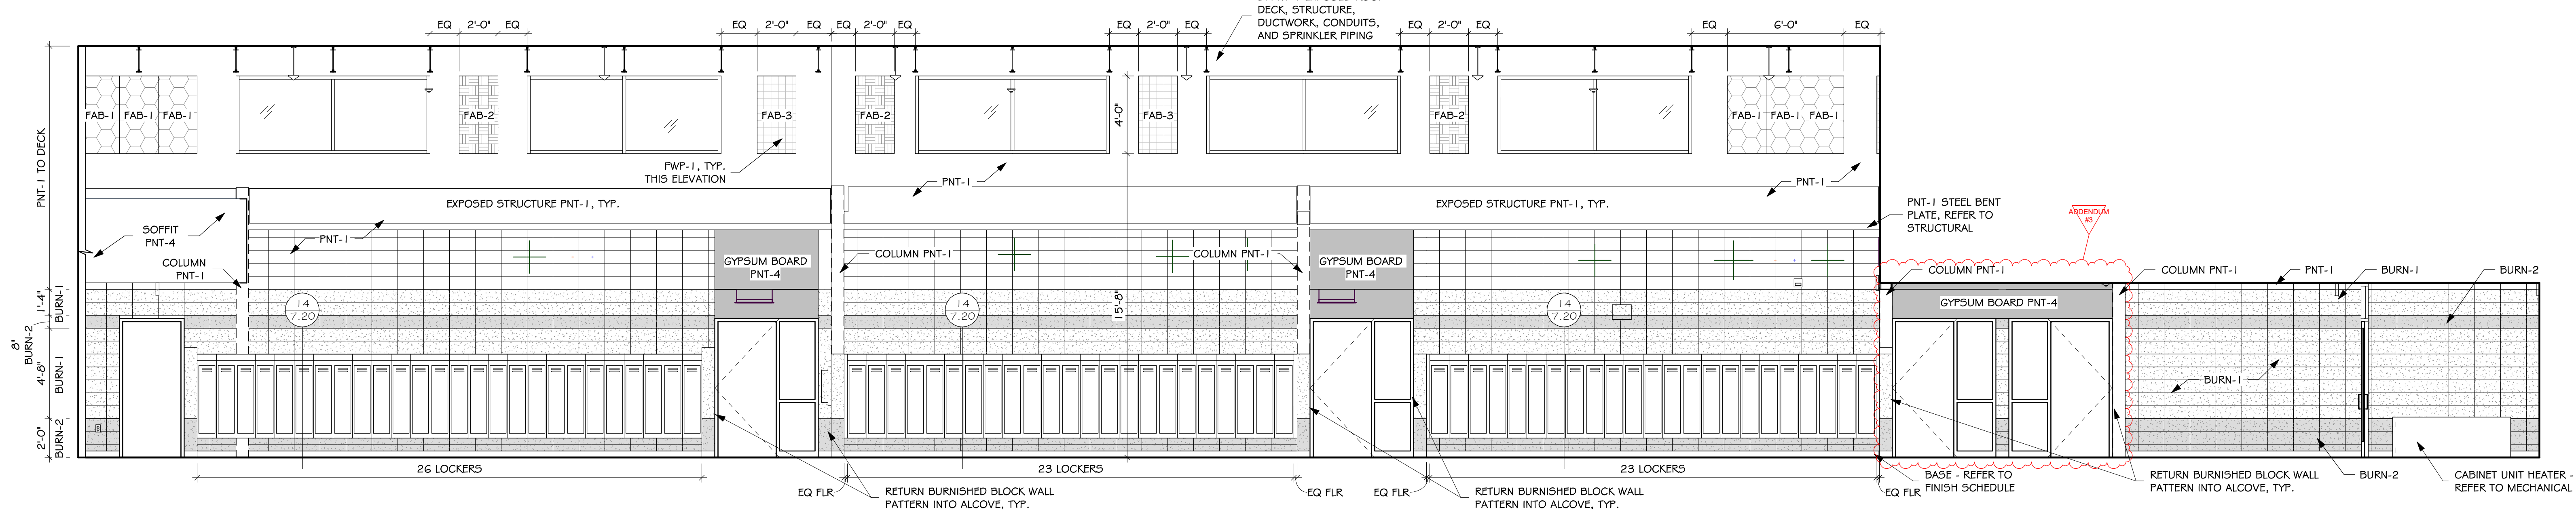 DECK, STRUCTURE,
DUCTWORK, CONDUITS,
AND SPRINKLER PIPING
EQ 2'-0" EQ
EQ 2'-0" EQ
EQ 2'-0" EQ
EQ 2'-0" EQ
EQ 2'-0" EQ
EQ 6'-0" EQ
PNT-1 TO DECK
FAB-1 FAB-1 FAB-1
FAB-2
FAB-3
FAB-2
4'-0"
FAB-3
FAB-2
FAB-1 FAB-1 FAB-1
FWP-1, TYP.
THIS ELEVATION
PNT-1
PNT-1
EXPOSED STRUCTURE PNT-1, TYP.
EXPOSED STRUCTURE PNT-1, TYP.
PNT-1 STEEL BENT
PLATE, REFER TO
STRUCTURAL
ADDENDUM
#3
SOFFIT
PNT-4
PNT-1
COLUMN
PNT-1
GYPSUM BOARD
PNT-4
COLUMN PNT-1
COLUMN PNT-1
GYPSUM BOARD
PNT-4
COLUMN PNT-1
COLUMN PNT-1
PNT-1
BURN-1
BURN-2
GYPSUM BOARD PNT-4
1'-4"
BURN-1
8"
BURN-2
4'-8"
BURN-1
2'-0"
BURN-2
14
7.20
14
7.20
15'-8"
14
7.20
BURN-1
26 LOCKERS
23 LOCKERS
23 LOCKERS
EQ FLR
EQ FLR
EQ FLR
EQ FLR
RETURN BURNISHED BLOCK WALL
PATTERN INTO ALCOVE, TYP.
RETURN BURNISHED BLOCK WALL
PATTERN INTO ALCOVE, TYP.
BASE - REFER TO
FINISH SCHEDULE
RETURN BURNISHED BLOCK WALL
PATTERN INTO ALCOVE, TYP.
BURN-2
CABINET UNIT HEATER -
REFER TO MECHANICAL